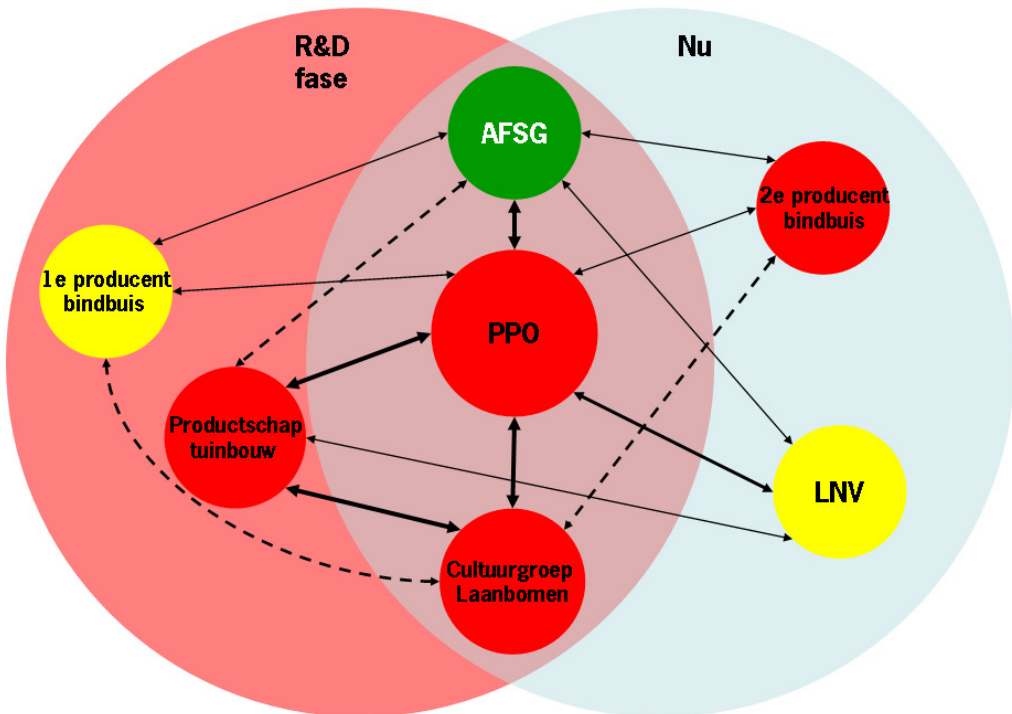 R&D
fase
Nu
AFSG
2e producent
bindbuis
1e producent
bindbuis
PPO
Productschap
tuinbouw
LNV
Cultuurgroep
Laanbomen